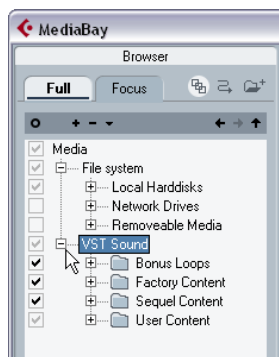 MediaBay
Browser
Full Focus
Media
File system
Local Harddisks
Network Drives
Removeable Media
VST Sound
Bonus Loops
Factory Content
Sequel Content
User Content